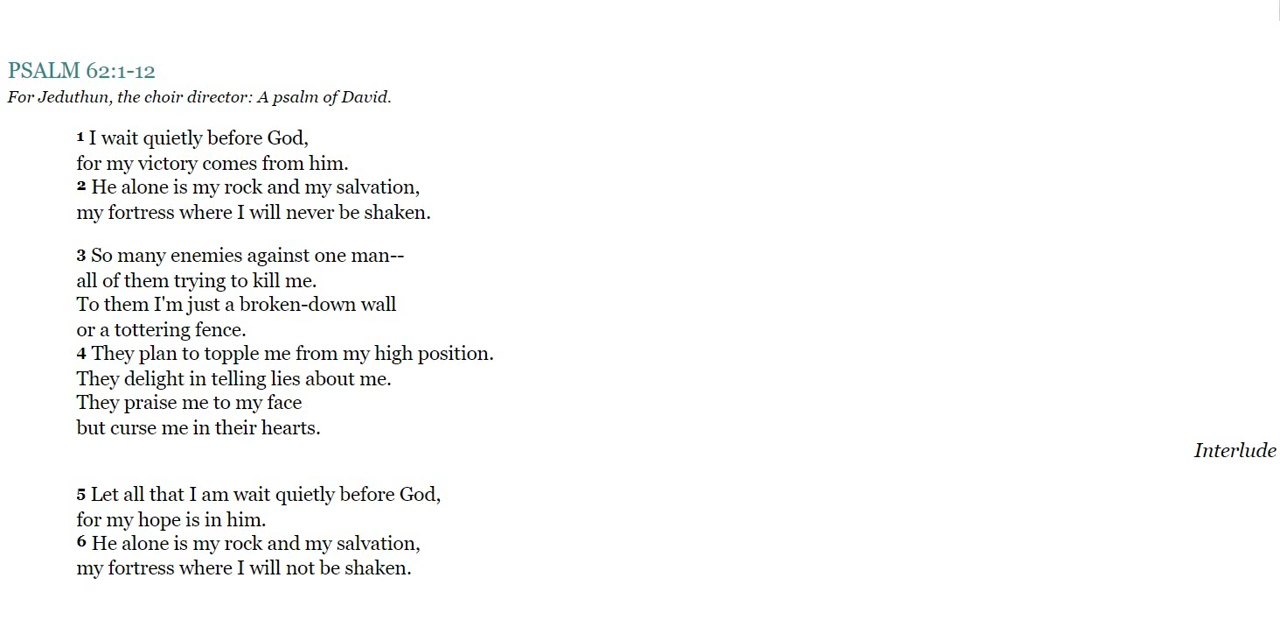 PSALM 62:1-12
For Jeduthun, the choir director: A psalm of David.
1 I wait quietly before God,
for my victory comes from him.
2 He alone is my rock and my salvation,
my fortress where I will never be shaken.
3 So many enemies against one man--
all of them trying to kill me.
To them I'm just a broken-down wall
or a tottering fence.
4 They plan to topple me from my high position.
They delight in telling lies about me.
They praise me to my face
but curse me in their hearts.
Interlude
5 Let all that I am wait quietly before God,
for my hope is in him.
6 He alone is my rock and my salvation,
my fortress where I will not be shaken.